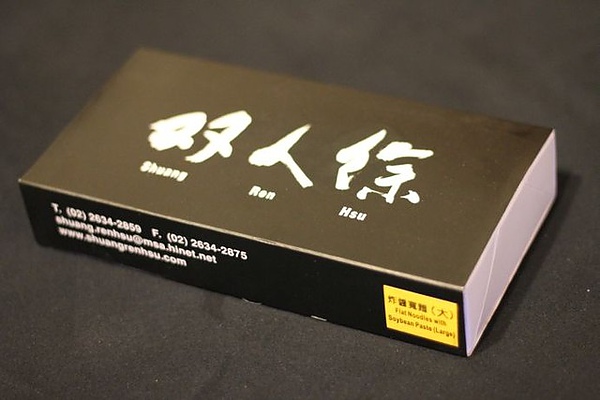 双人徐
Shuang Ren Hsu
T. (02) 2634-2859 F. (02) 2634-2875
shuang.renhsu@msa.hinet.net
www.shuangrenhsu.com
炸醬寬麵(大)
Flat Noodles with
Soybean Paste (Large)